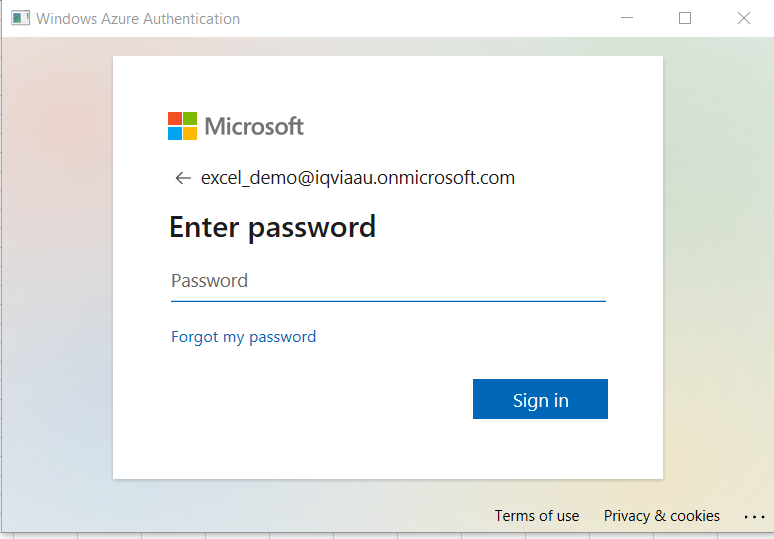 Windows Azure Authentication
Microsoft
← excel_demo@iqviaau.onmicrosoft.com
Enter password
Password
Forgot my password
Sign in
Terms of use Privacy & cookies ...